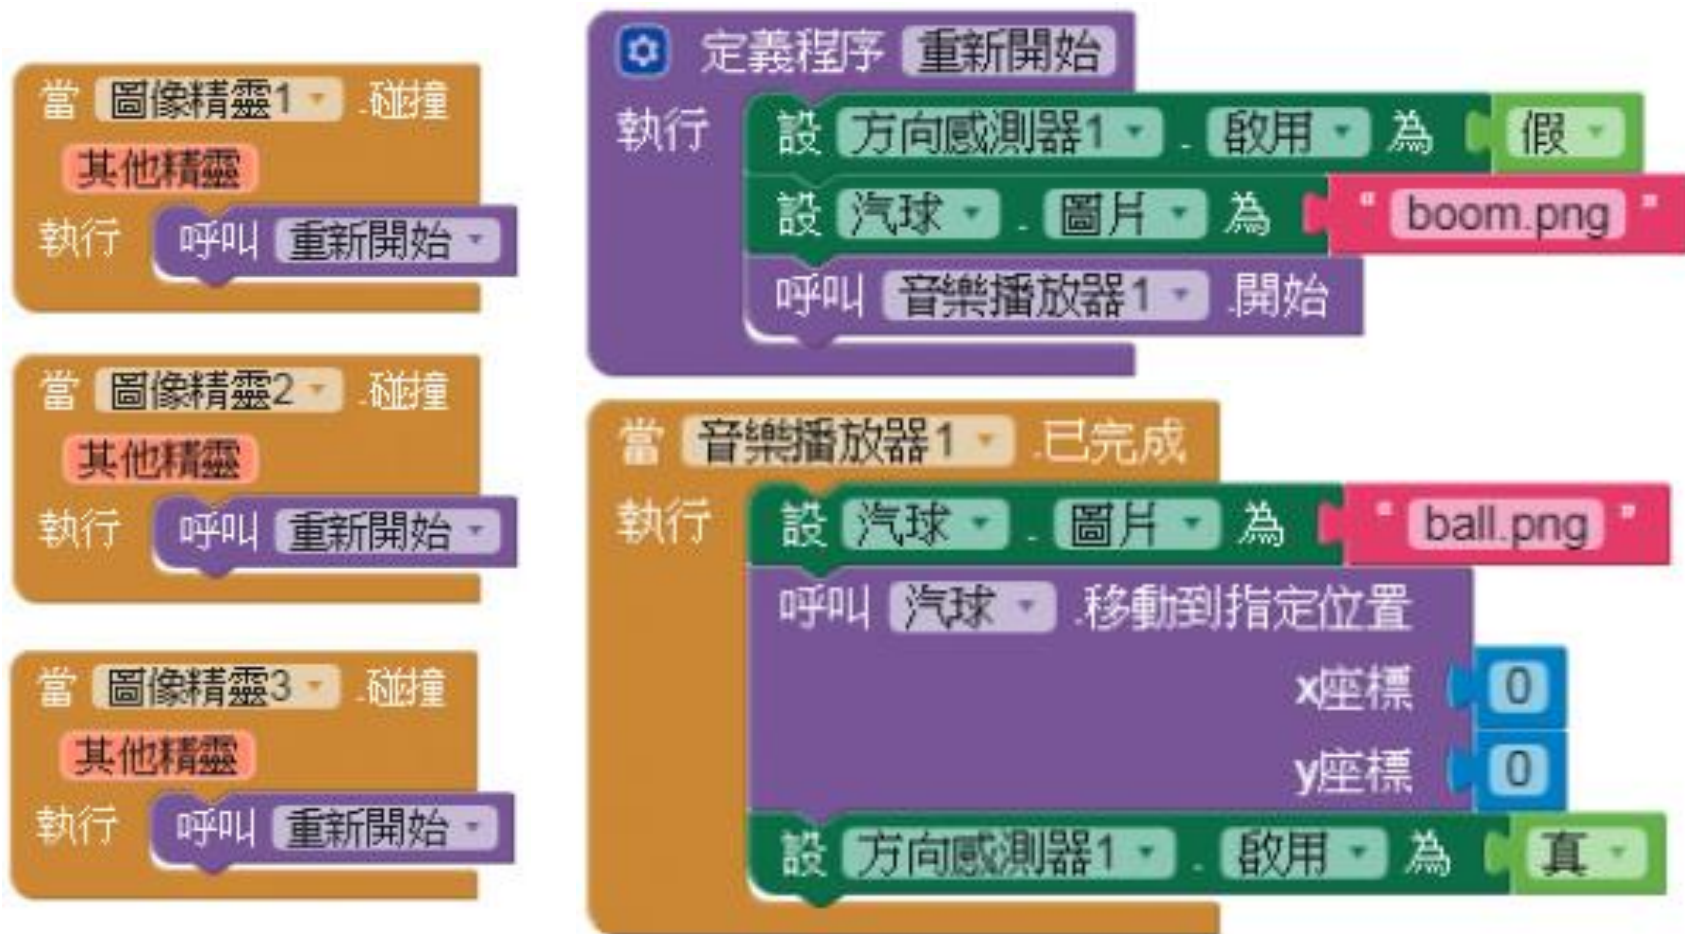 當 圖像精靈1 .碰撞
其他精靈
執行 呼叫 重新開始
當 圖像精靈2 .碰撞
其他精靈
執行 呼叫 重新開始
當 圖像精靈3 .碰撞
其他精靈
執行 呼叫 重新開始
定義程序 重新開始
執行 設 方向感測器1 . 啟用 為 假
設 汽球 . 圖片 為 " boom.png "
呼叫 音樂播放器1 .開始
當 音樂播放器1 .已完成
執行 設 汽球 . 圖片 為 " ball.png "
呼叫 汽球 .移動到指定位置
x座標 0
y座標 0
設 方向感測器1 . 啟用 為 真